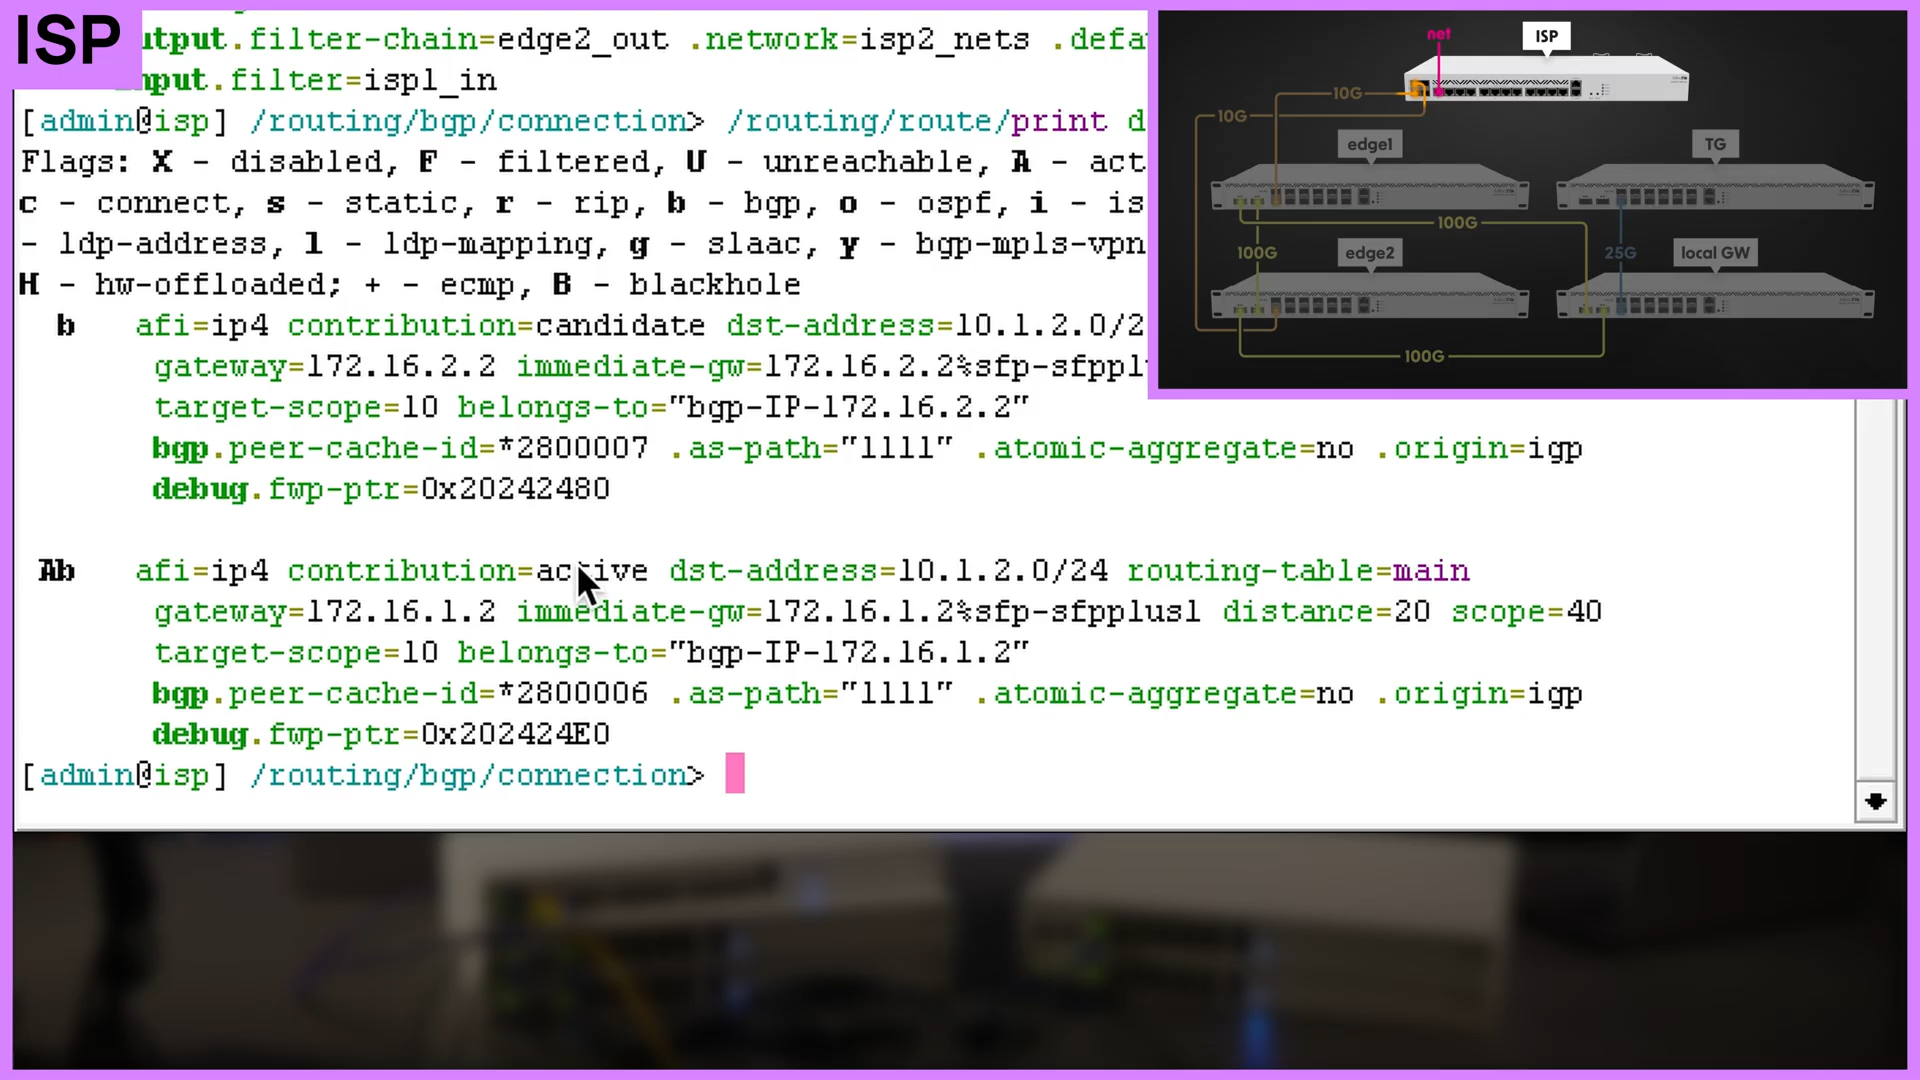 ISP
utput.filter-chain=edge2_out .network=isp2_nets .defa
nput.filter=isp1_in
[admin@isp] /routing/bgp/connection> /routing/route/print d
Flags: X - disabled, F - filtered, U - unreachable, A - act
c - connect, s - static, r - rip, b - bgp, o - ospf, i - is
- ldp-address, l - ldp-mapping, g - slaac, y - bgp-mpls-vpn
H - hw-offloaded; + - ecmp, B - blackhole
b afi=ip4 contribution=candidate dst-address=10.1.2.0/2
gateway=172.16.2.2 immediate-gw=172.16.2.2%sfp-sfpplu
target-scope=10 belongs-to="bgp-IP-172.16.2.2"
bgp.peer-cache-id=*2800007 .as-path="1111" .atomic-aggregate=no .origin=igp
debug.fwp-ptr=0x20242480
Ab afi=ip4 contribution=active dst-address=10.1.2.0/24 routing-table=main
gateway=172.16.1.2 immediate-gw=172.16.1.2%sfp-sfpplus1 distance=20 scope=40
target-scope=10 belongs-to="bgp-IP-172.16.1.2"
bgp.peer-cache-id=*2800006 .as-path="1111" .atomic-aggregate=no .origin=igp
debug.fwp-ptr=0x202424E0
[admin@isp] /routing/bgp/connection>
net
ISP
10G
10G
edge1
TG
100G
100G
25G
edge2
local GW
100G